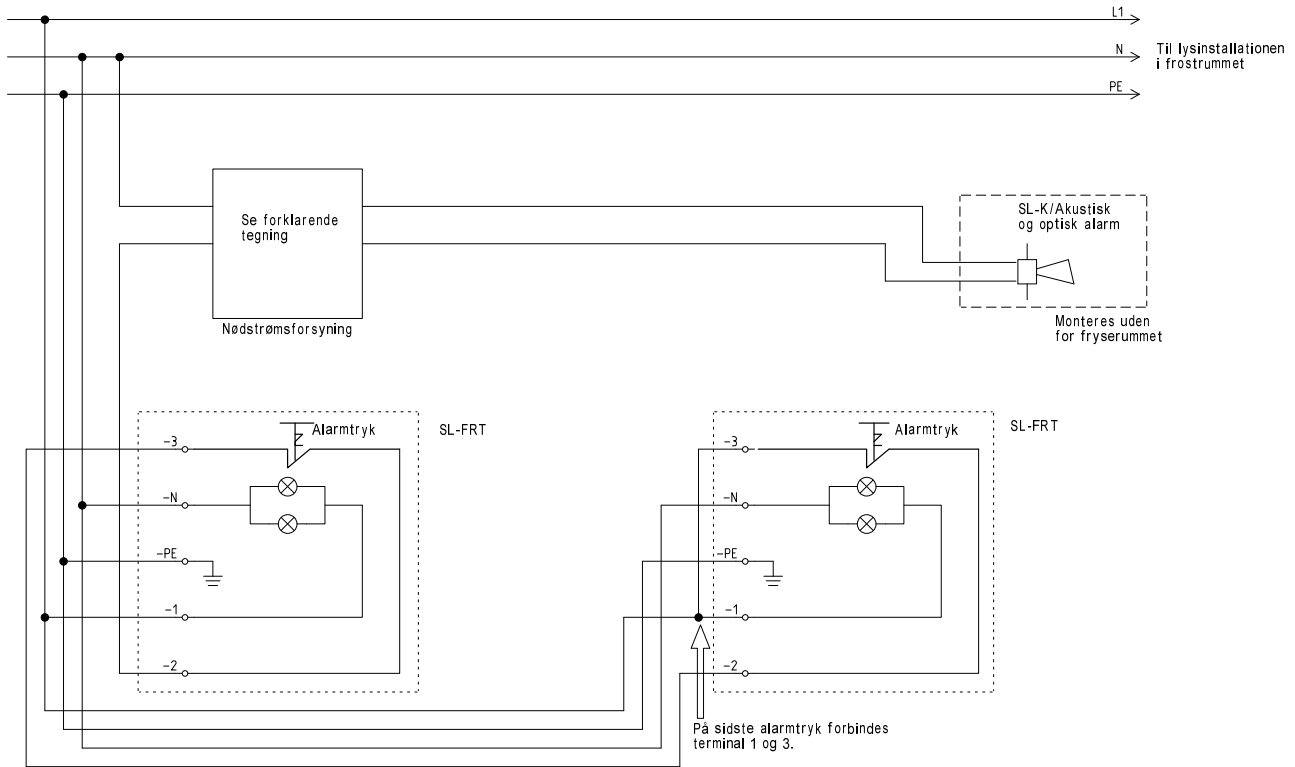 L1
N
Til lysinstallationen
i frostrummet
PE
Se forklarende
tegning
Nødstrømsforsyning
SL-K/Akustisk
og optisk alarm
Monteres uden
for fryserummet
-3
Alarmtryk
SL-FRT
-N
-PE
-1
-2
-3
Alarmtryk
SL-FRT
-N
-PE
-1
-2
På sidste alarmtryk forbindes
terminal 1 og 3.